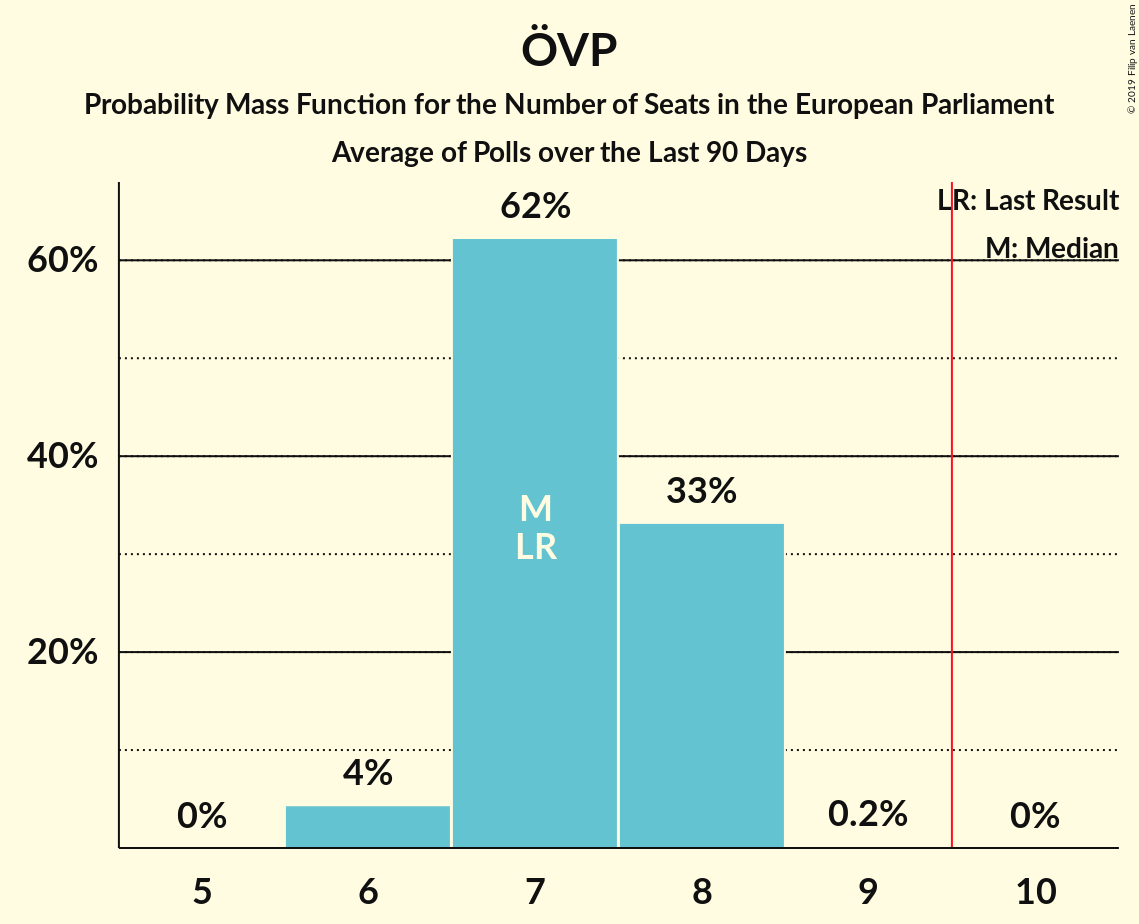 ÖVP
Probability Mass Function for the Number of Seats in the European Parliament
Average of Polls over the Last 90 Days
© 2019 Filip van Laenen
LR: Last Result
M: Median
62%
60%
40%
33%
M
LR
20%
4%
0%
0.2%
0%
5 6 7 8 9 10